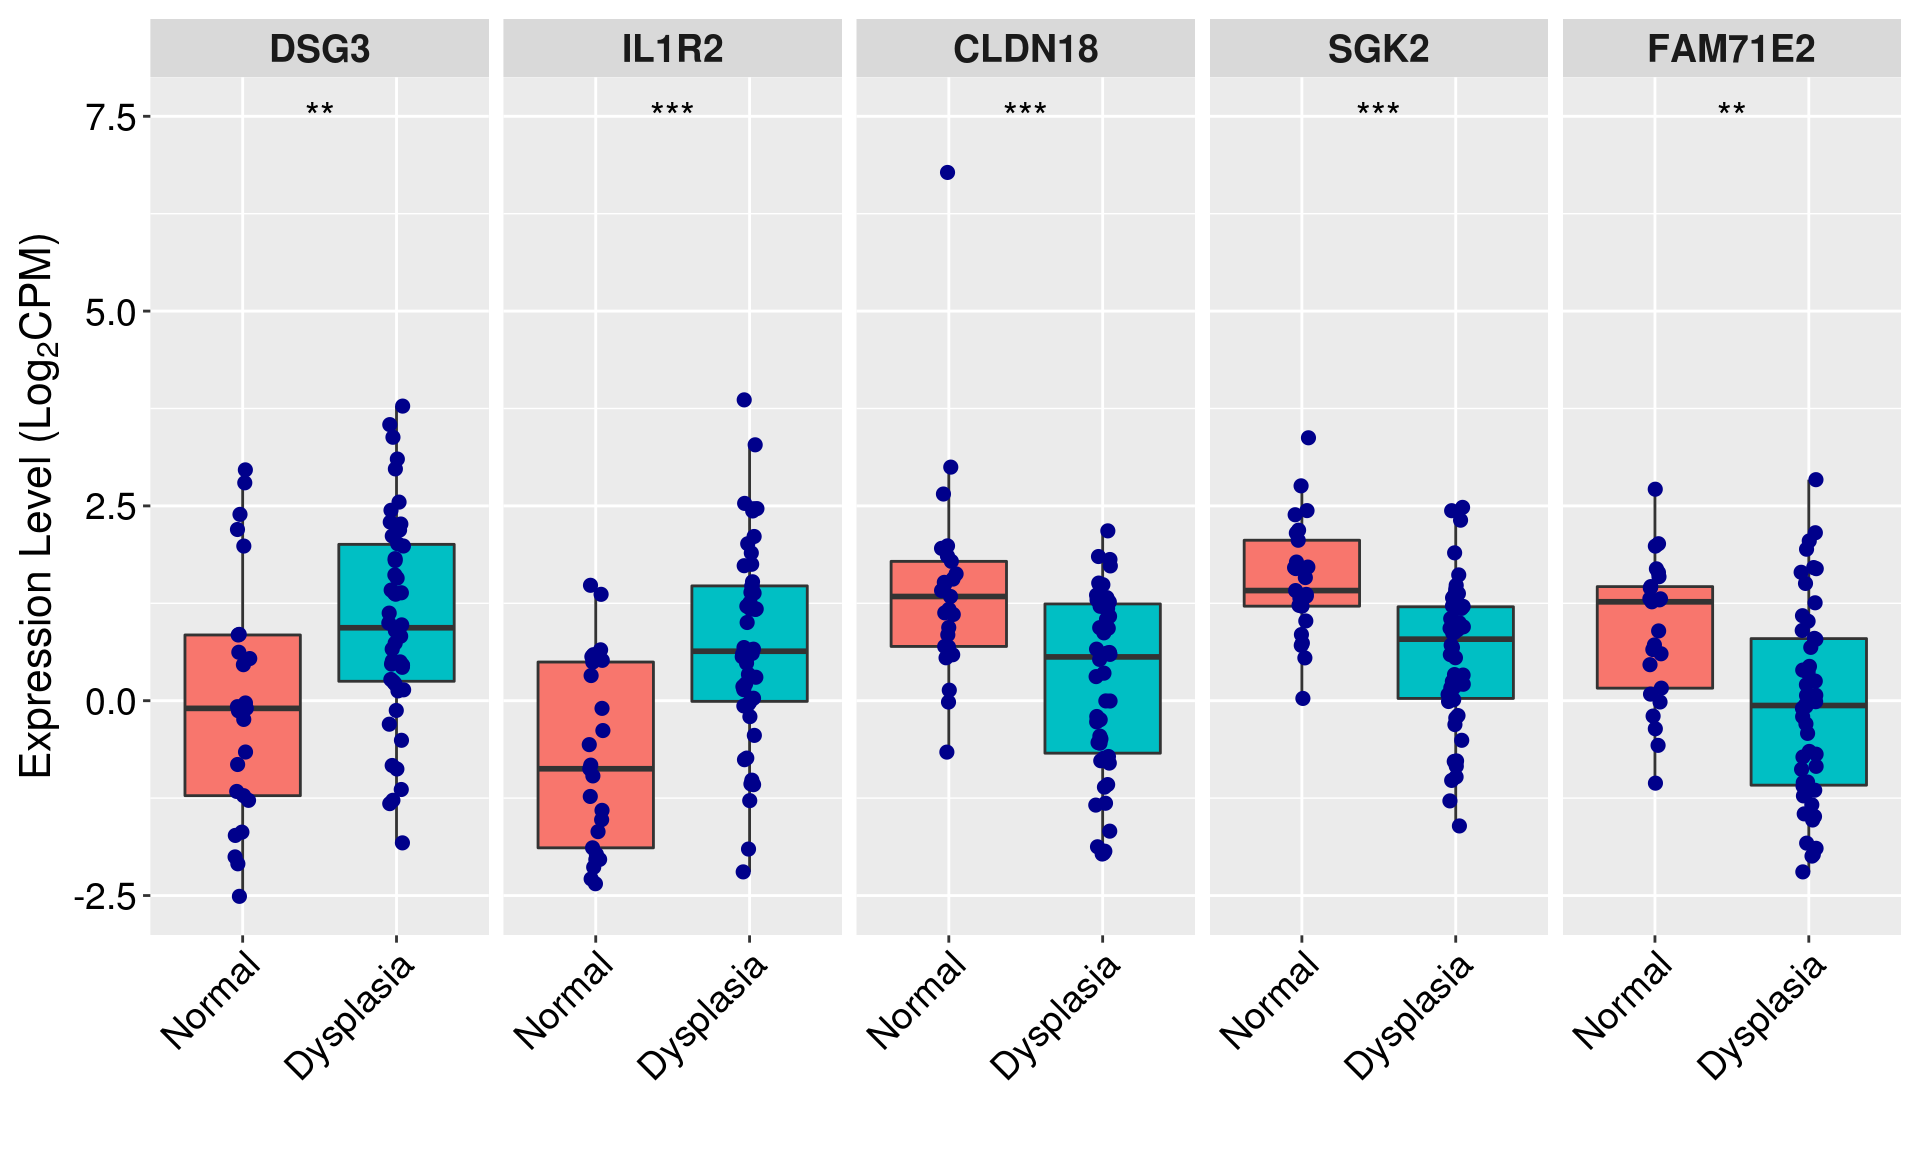 DSG3 IL1R2 CLDN18 SGK2 FAM71E2
** *** *** *** **
7.5
5.0
2.5
0.0
-2.5
Expression Level (Log₂CPM)
Normal Dysplasia Normal Dysplasia Normal Dysplasia Normal Dysplasia Normal Dysplasia